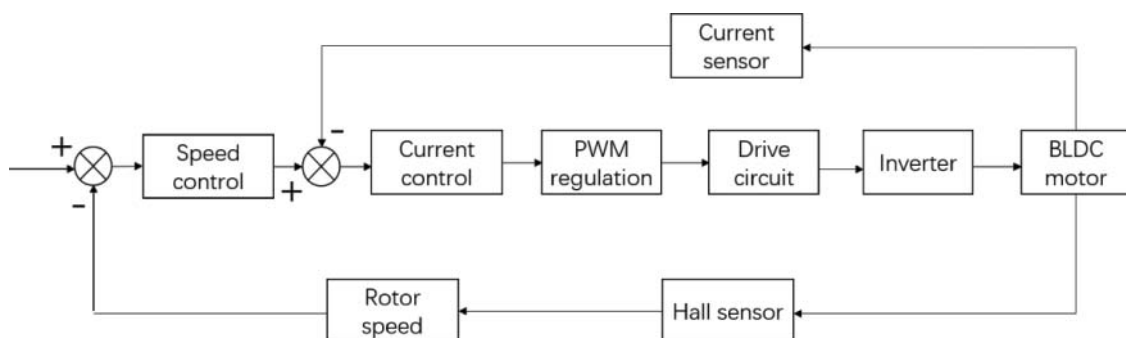 Current
sensor
+
-
Speed
control
+
-
Current
control
PWM
regulation
Drive
circuit
Inverter
BLDC
motor
Rotor
speed
Hall sensor